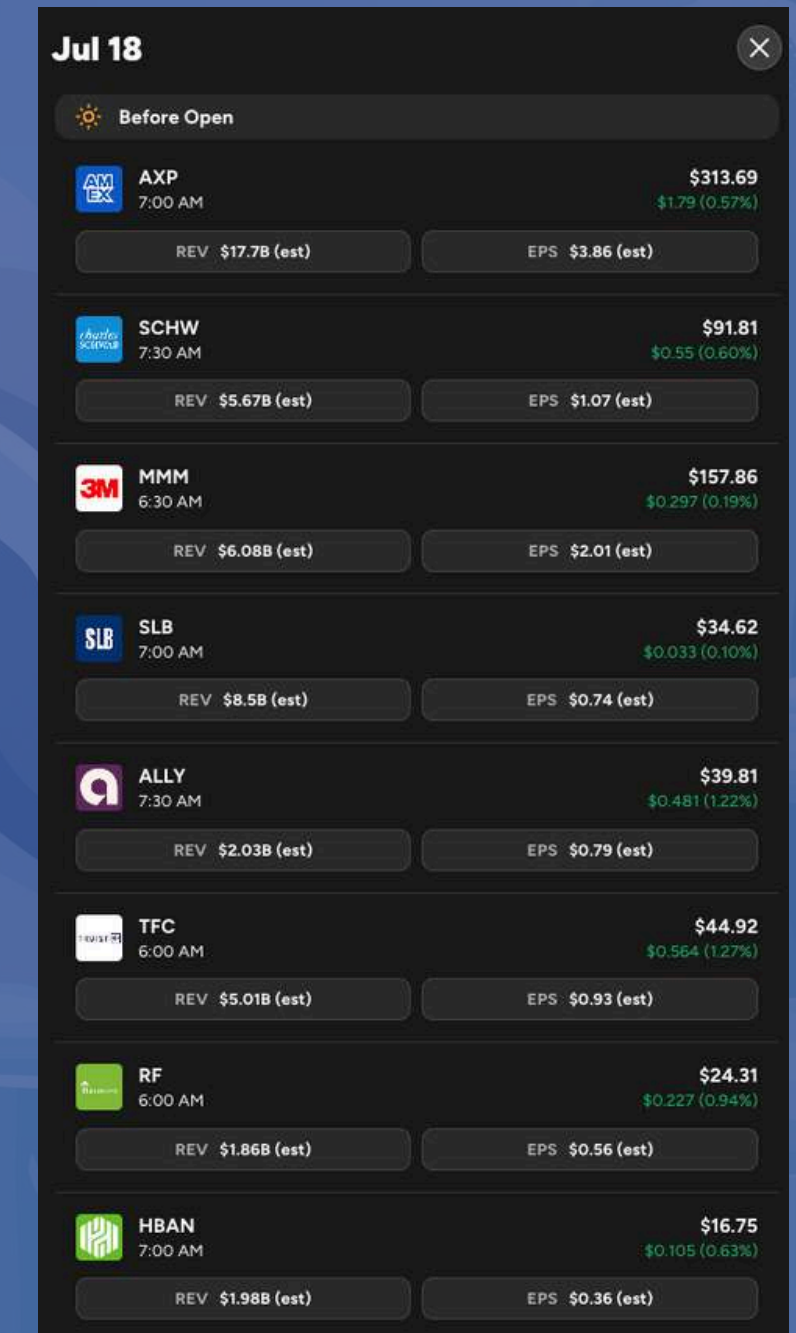 Jul 18
Before Open
AM
EX
AXP
$313.69
7:00 AM
$1.79 (0.57%)
REV $17.7B (est)
EPS $3.86 (est)
charles
SCHWAB
SCHW
$91.81
7:30 AM
$0.55 (0.60%)
REV $5.67B (est)
EPS $1.07 (est)
3M
MMM
$157.86
6:30 AM
$0.297 (0.19%)
REV $6.08B (est)
EPS $2.01 (est)
SLB
SLB
$34.62
7:00 AM
$0.033 (0.10%)
REV $8.5B (est)
EPS $0.74 (est)
a
ALLY
$39.81
7:30 AM
$0.481 (1.22%)
REV $2.03B (est)
EPS $0.79 (est)
TFC
$44.92
6:00 AM
$0.564 (1.27%)
REV $5.01B (est)
EPS $0.93 (est)
RF
$24.31
6:00 AM
$0.227 (0.94%)
REV $1.86B (est)
EPS $0.56 (est)
HBAN
$16.75
7:00 AM
$0.105 (0.63%)
REV $1.98B (est)
EPS $0.36 (est)